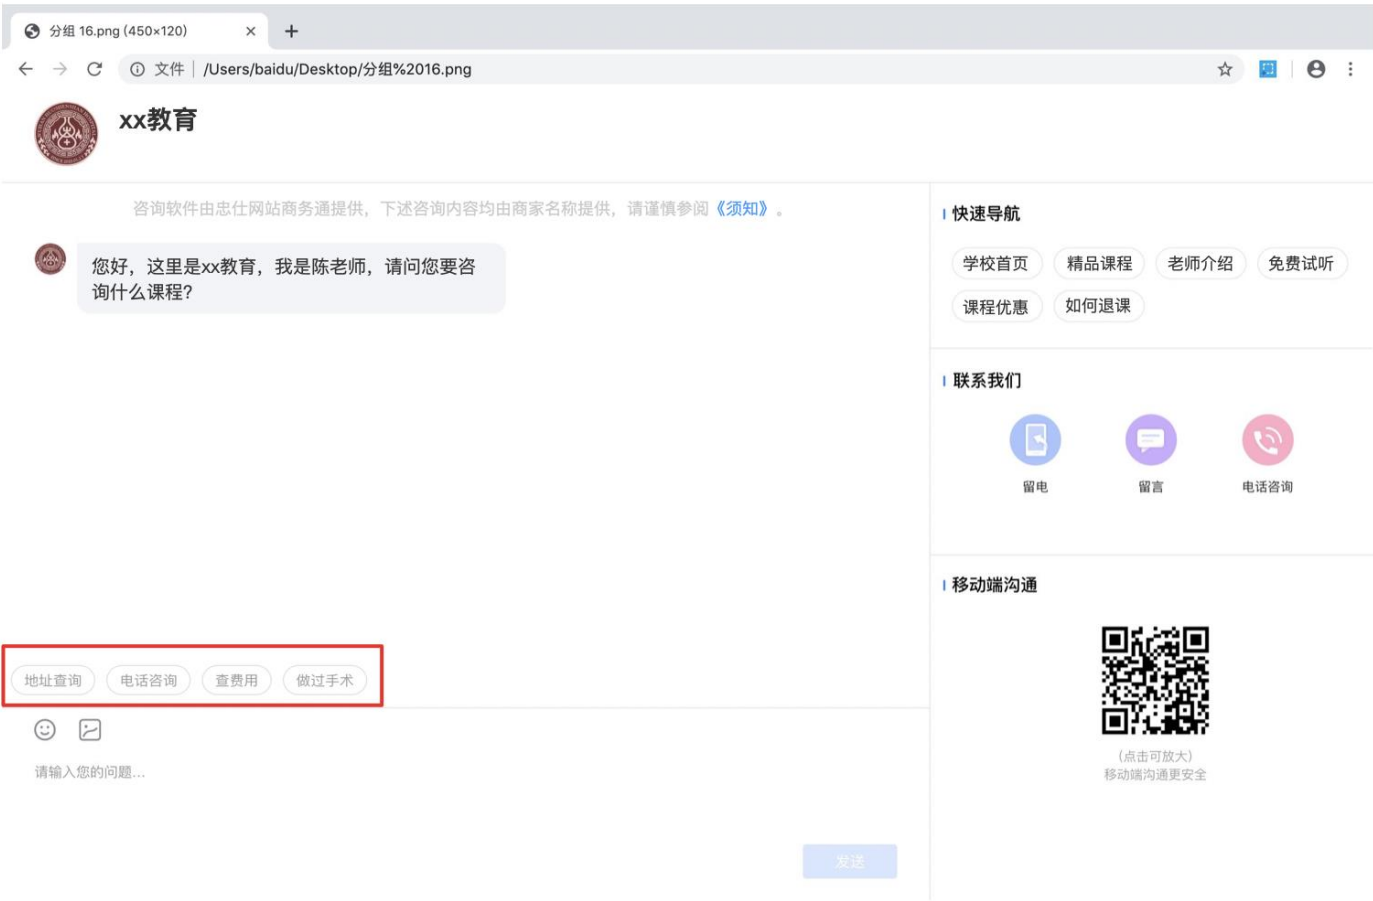 分组 16.png (450×120)
文件 /Users/baidu/Desktop/分组%2016.png
xx教育
咨询软件由忠仕网站商务通提供，下述咨询内容均由商家名称提供，请谨慎参阅《须知》。
您好，这里是xx教育，我是陈老师，请问您要咨
询什么课程?
地址查询 电话咨询 查费用 做过手术
请输入您的问题...
发送
快速导航
学校首页 精品课程 老师介绍 免费试听
课程优惠 如何退课
联系我们
留电 留言 电话咨询
移动端沟通
(点击可放大)
移动端沟通更安全